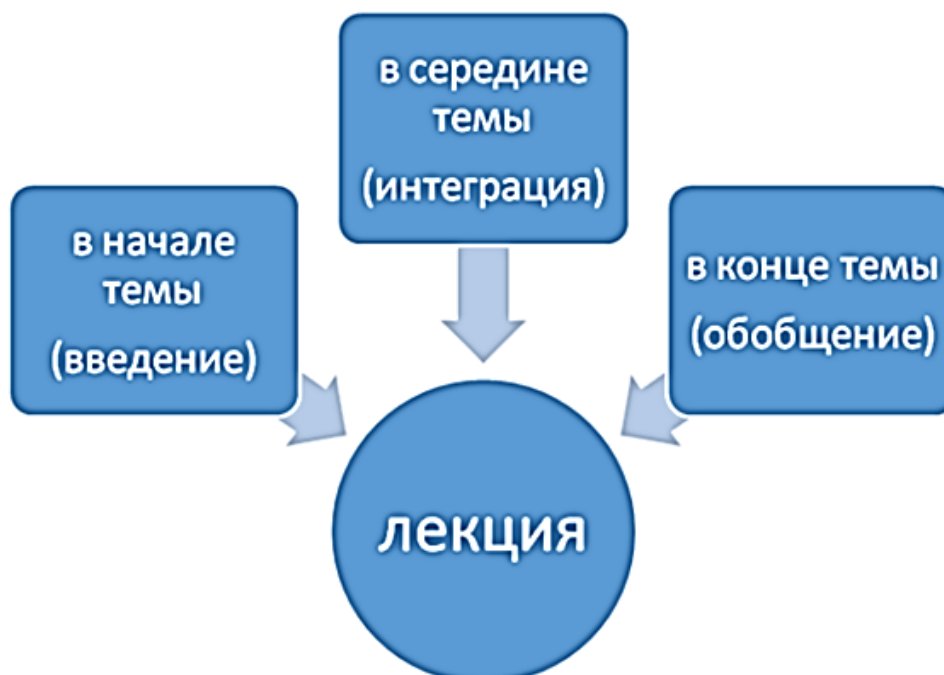 в начале
темы
(введение)
в середине
темы
(интеграция)
в конце темы
(обобщение)
лекция